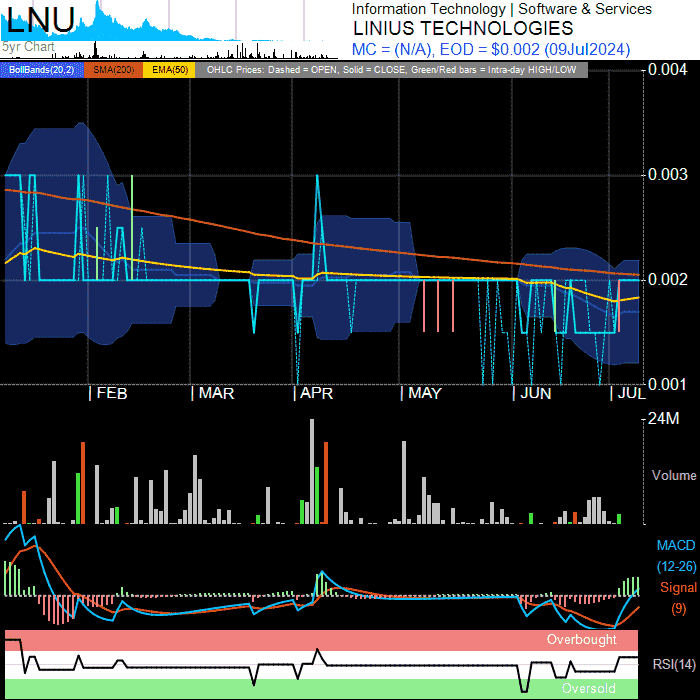 LNU
Information Technology | Software & Services
LINIUS TECHNOLOGIES
5yr Chart
MC = (N/A), EOD = $0.002 (09Jul2024)
BollBands(20,2) SMA(200) EMA(50) OHLC Prices: Dashed = OPEN, Solid = CLOSE, Green/Red bars = Intra-day HIGH/LOW
0.004
0.003
0.002
0.001
| FEB | MAR | APR | MAY | JUN | JUL
24M
Volume
MACD
(12-26)
Signal
(9)
Overbought
RSI(14)
Oversold